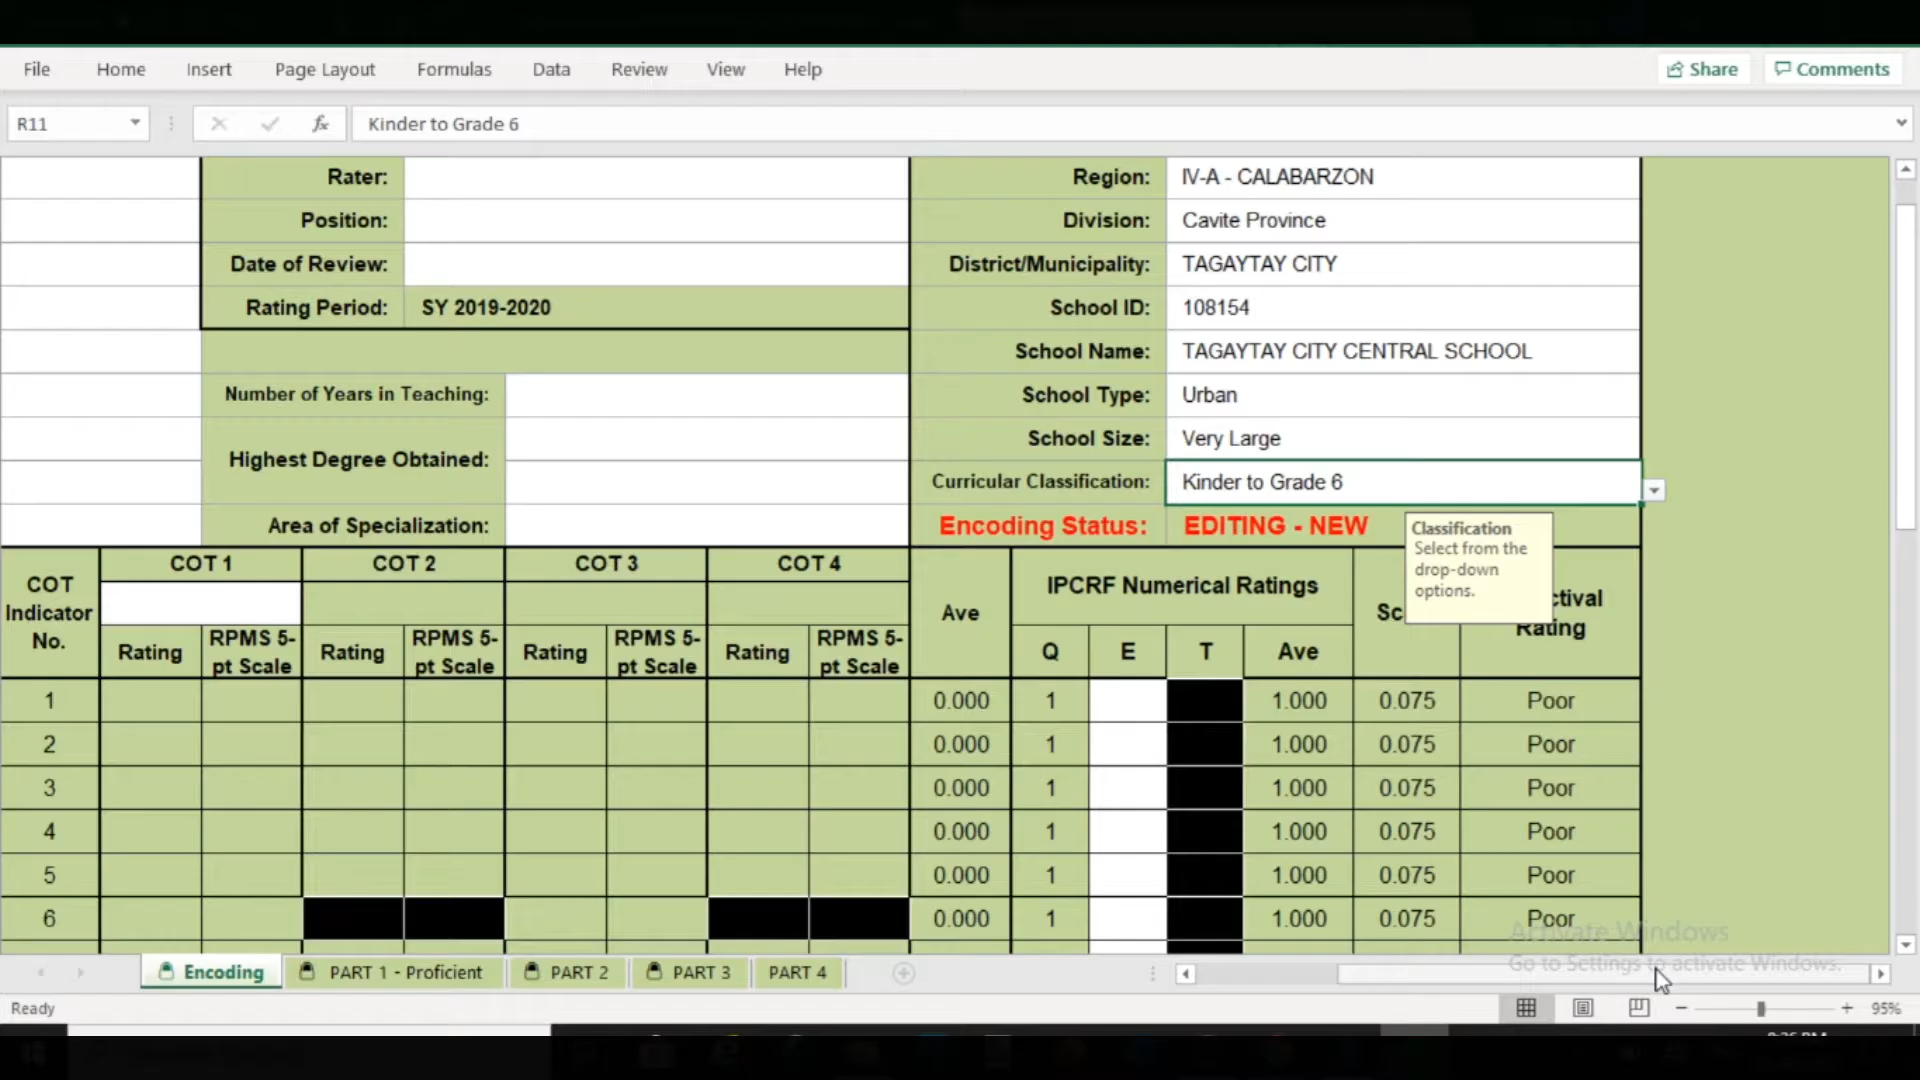 File Home Insert Page Layout Formulas Data Review View Help Share Comments
R11 fx Kinder to Grade 6
Rater: Region: IV-A - CALABARZON
Position: Division: Cavite Province
Date of Review: District/Municipality: TAGAYTAY CITY
Rating Period: SY 2019-2020 School ID: 108154
School Name: TAGAYTAY CITY CENTRAL SCHOOL
Number of Years in Teaching: School Type: Urban
School Size: Very Large
Highest Degree Obtained:
Curricular Classification: Kinder to Grade 6
Area of Specialization: Encoding Status: EDITING - NEW
Classification
Select from the
drop-down
options.
COT
Indicator
No.
COT 1 COT 2 COT 3 COT 4
Ave
IPCRF Numerical Ratings
Rating
Rating RPMS 5-
pt Scale
Rating RPMS 5-
pt Scale
Rating RPMS 5-
pt Scale
Rating RPMS 5-
pt Scale
Q E T Ave
1 0.000 1 1.000 0.075 Poor
2 0.000 1 1.000 0.075 Poor
3 0.000 1 1.000 0.075 Poor
4 0.000 1 1.000 0.075 Poor
5 0.000 1 1.000 0.075 Poor
6 0.000 1 1.000 0.075 Poor
Activate Windows
Go to Settings to activate Windows.
Encoding PART 1 - Proficient PART 2 PART 3 PART 4
Ready 95%